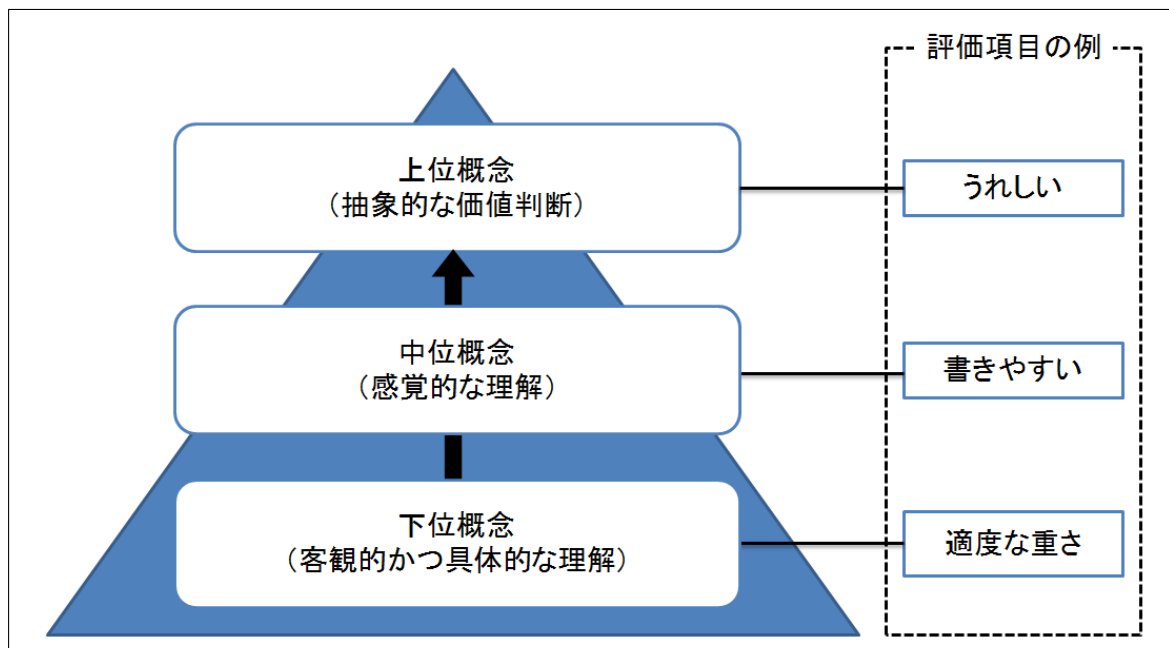 評価項目の例
上位概念
（抽象的な価値判断）
うれしい
中位概念
（感覚的な理解）
書きやすい
下位概念
（客観的かつ具体的な理解）
適度な重さ